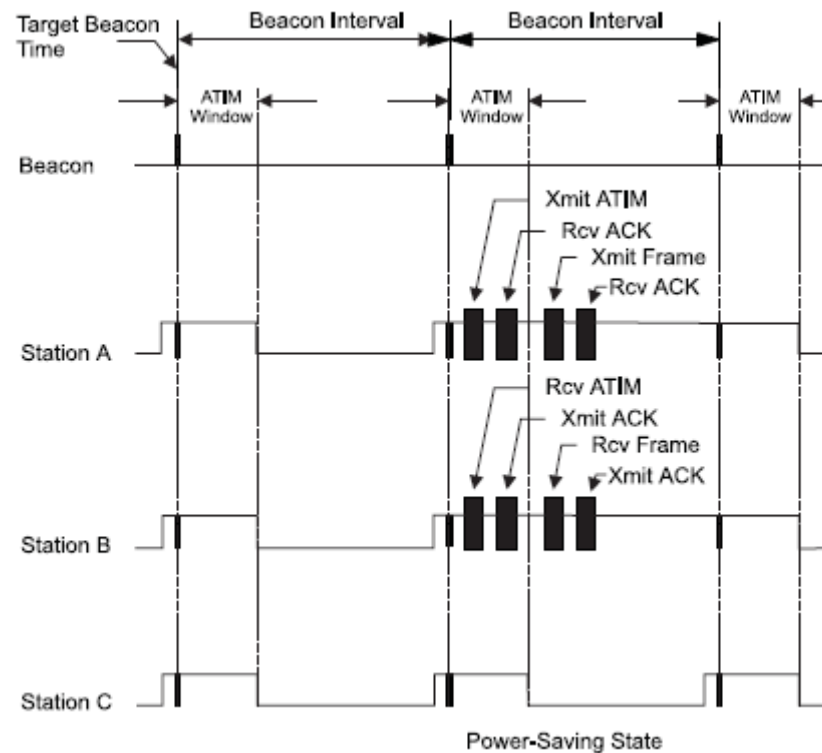 Target Beacon
Time
Beacon Interval
Beacon Interval
ATIM
Window
ATIM
Window
ATIM
Window
Beacon
Xmit ATIM
Rcv ACK
Xmit Frame
Rcv ACK
Station A
Rcv ATIM
Xmit ACK
Rcv Frame
Xmit ACK
Station B
Station C
Power-Saving State